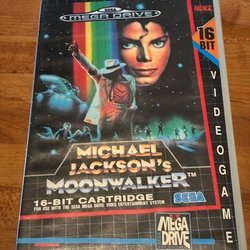 SEGA
MEGA DRIVE
16
BIT
VIDEOGAME
MICHAEL
JACKSON'S
MOONWALKER
16-BIT CARTRIDGE
SEGA
FOR USE WITH THE SEGA MEGA DRIVE VIDEO ENTERTAINMENT SYSTEM
MEGA
DRIVE